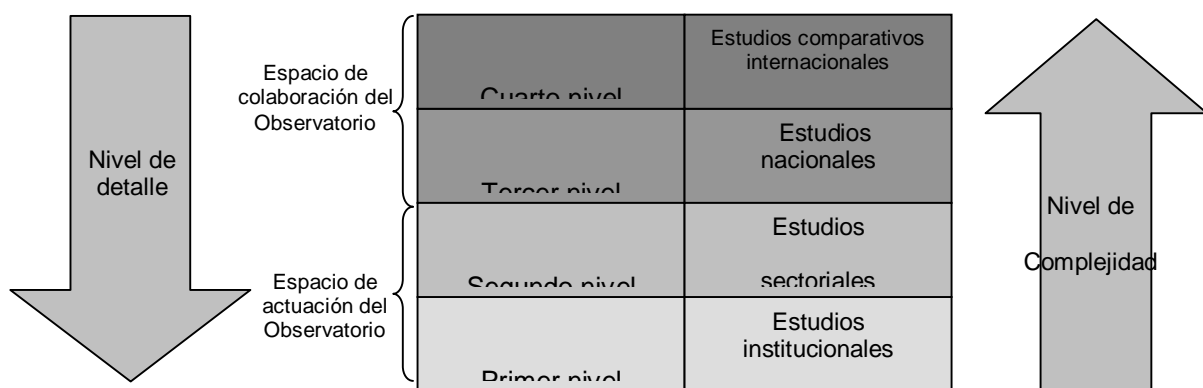 Nivel de
detalle
Espacio de
colaboración del
Observatorio
Espacio de
actuación del
Observatorio
Cuarto nivel
Estudios comparativos
internacionales
Tercer nivel
Estudios
nacionales
Segundo nivel
Estudios
sectoriales
Primer nivel
Estudios
institucionales
Nivel de
Complejidad